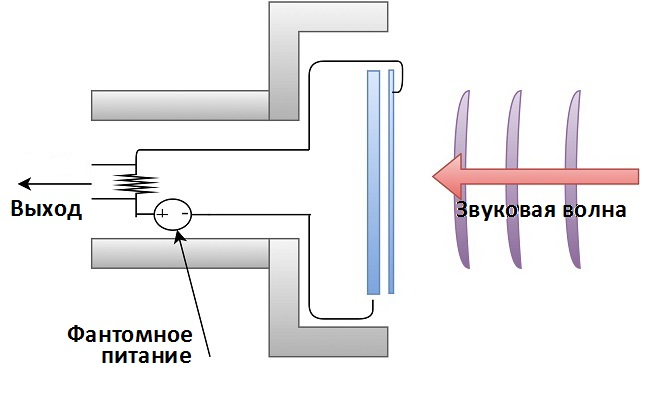 Выход
+ -
Звуковая волна
Фантомное
питание